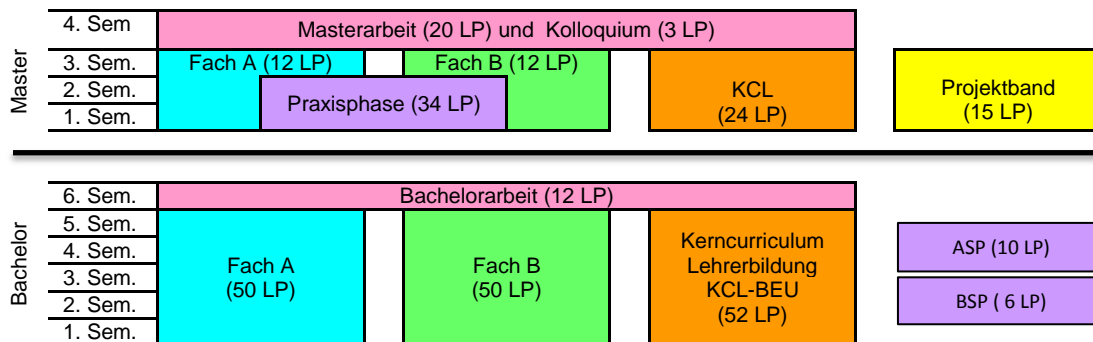 Master
4. Sem
Masterarbeit (20 LP) und Kolloquium (3 LP)
3. Sem.
Fach A (12 LP)
Fach B (12 LP)
2. Sem.
Praxisphase (34 LP)
KCL
(24 LP)
Projektband
(15 LP)
1. Sem.
Bachelor
6. Sem.
Bachelorarbeit (12 LP)
5. Sem.
4. Sem.
3. Sem.
2. Sem.
1. Sem.
Fach A
(50 LP)
Fach B
(50 LP)
Kerncurriculum
Lehrerbildung
KCL-BEU
(52 LP)
ASP (10 LP)
BSP ( 6 LP)